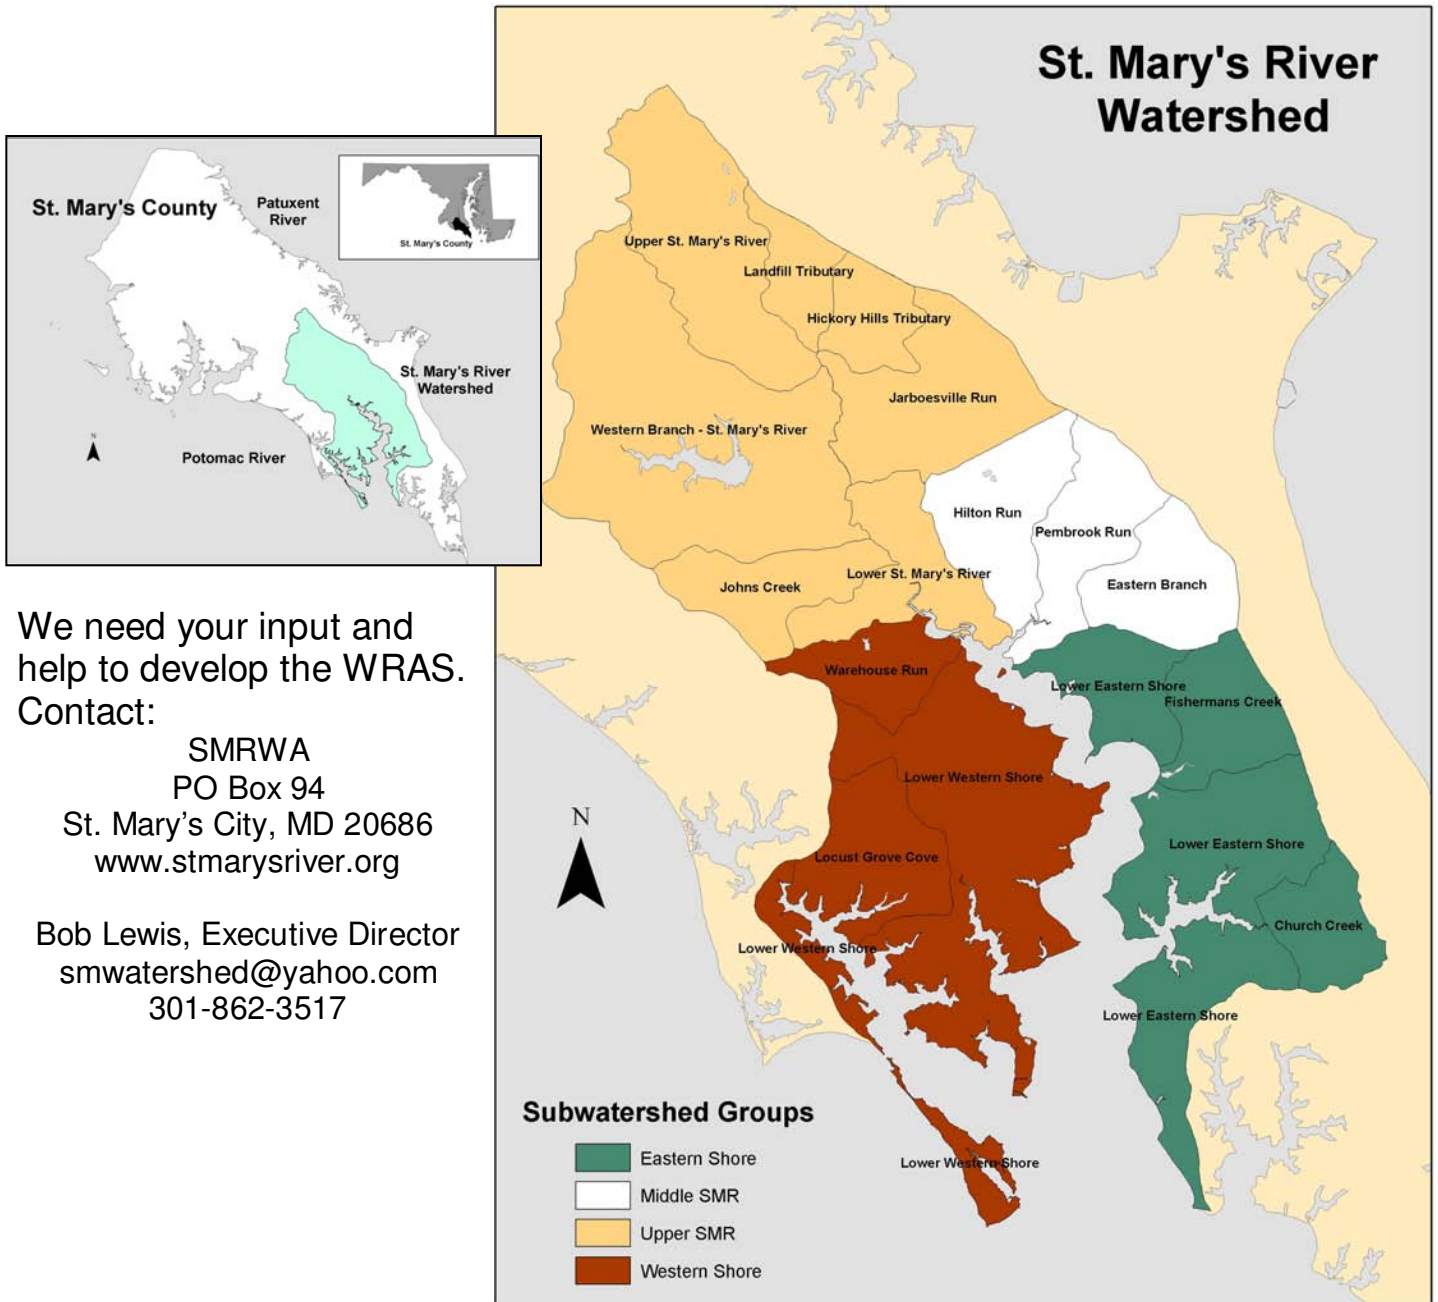 St. Mary's River
Watershed
St. Mary's County
Patuxent
River
St. Mary's County
St. Mary's River
Watershed
Potomac River
N
We need your input and
help to develop the WRAS.
Contact:
SMRWA
PO Box 94
St. Mary’s City, MD 20686
www.stmarysriver.org
Bob Lewis, Executive Director
smwatershed@yahoo.com
301-862-3517
Upper St. Mary's River
Landfill Tributary
Hickory Hills Tributary
Jarboesville Run
Western Branch - St. Mary's River
Hilton Run
Pembrook Run
Lower St. Mary's River
Eastern Branch
Johns Creek
Warehouse Run
Lower Eastern Shore
Fishermans Creek
Lower Western Shore
N
Lower Eastern Shore
Locust Grove Cove
Church Creek
Lower Western Shore
Lower Eastern Shore
Lower Western Shore
Subwatershed Groups
Eastern Shore
Middle SMR
Upper SMR
Western Shore